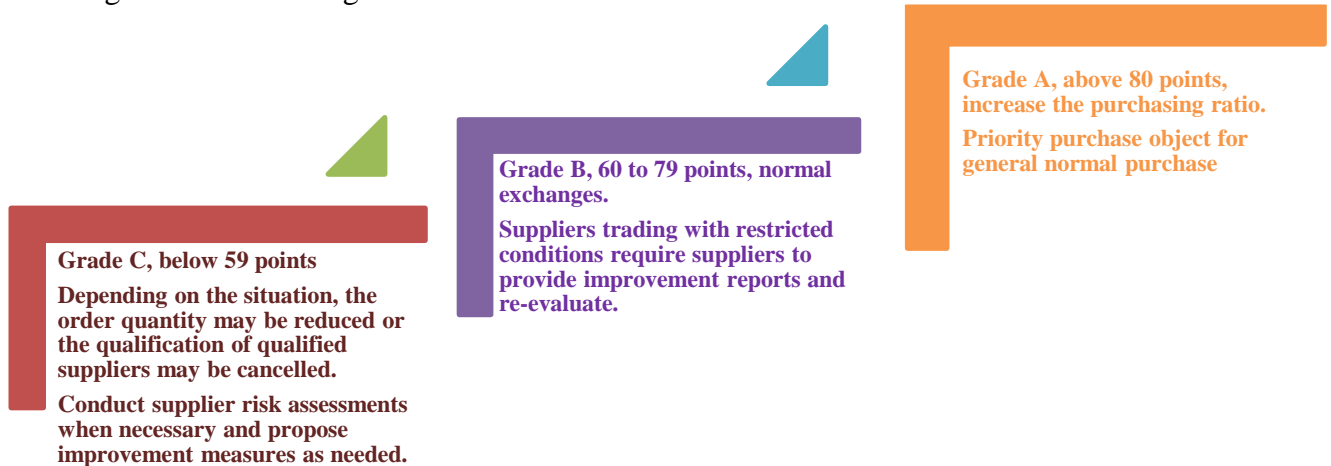 Grade C, below 59 points
Depending on the situation, the
order quantity may be reduced or
the qualification of qualified
suppliers may be cancelled.
Conduct supplier risk assessments
when necessary and propose
improvement measures as needed.
Grade B, 60 to 79 points, normal
exchanges.
Suppliers trading with restricted
conditions require suppliers to
provide improvement reports and
re-evaluate.
Grade A, above 80 points,
increase the purchasing ratio.
Priority purchase object for
general normal purchase